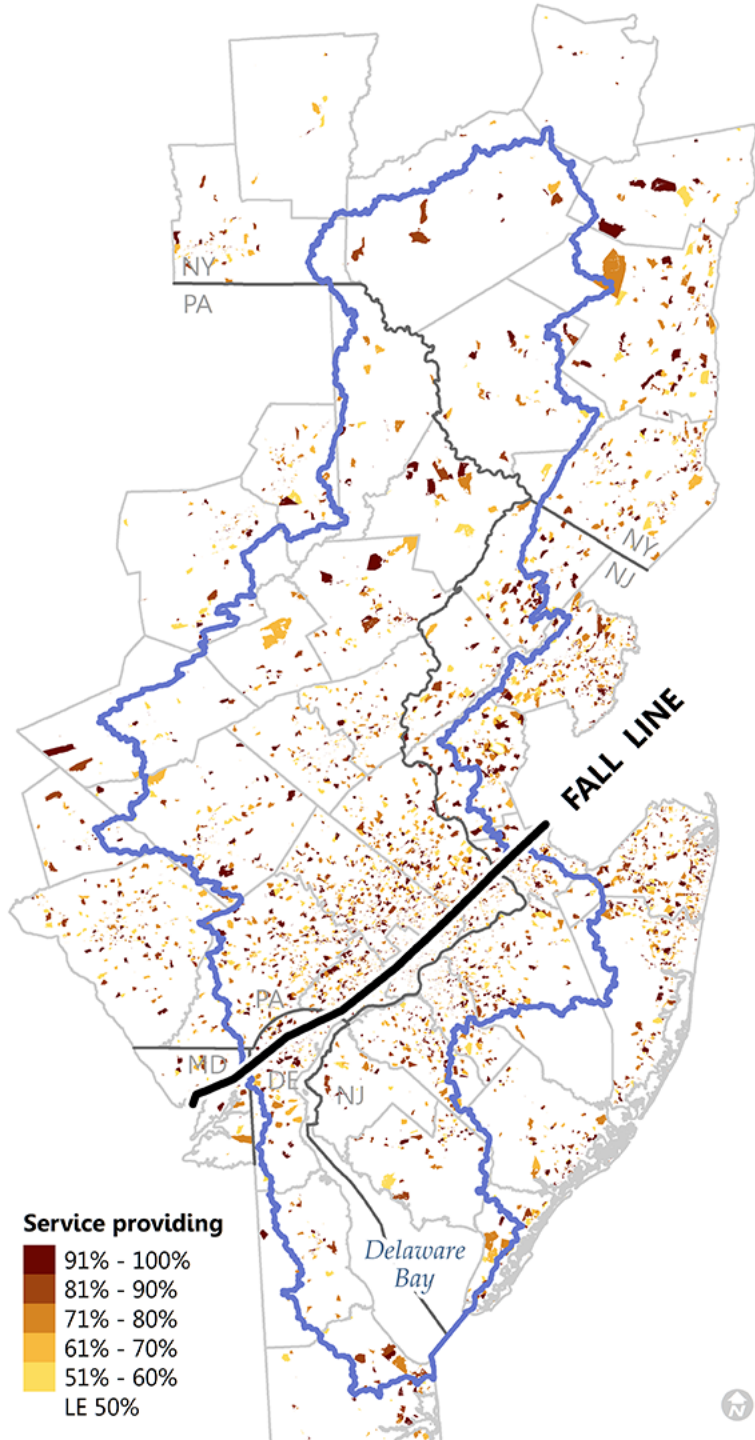 NY
PA
NY
NJ
FALL LINE
PA
MD
DE
NJ
Delaware
Bay
Service providing
91% - 100%
81% - 90%
71% - 80%
61% - 70%
51% - 60%
LE 50%
N